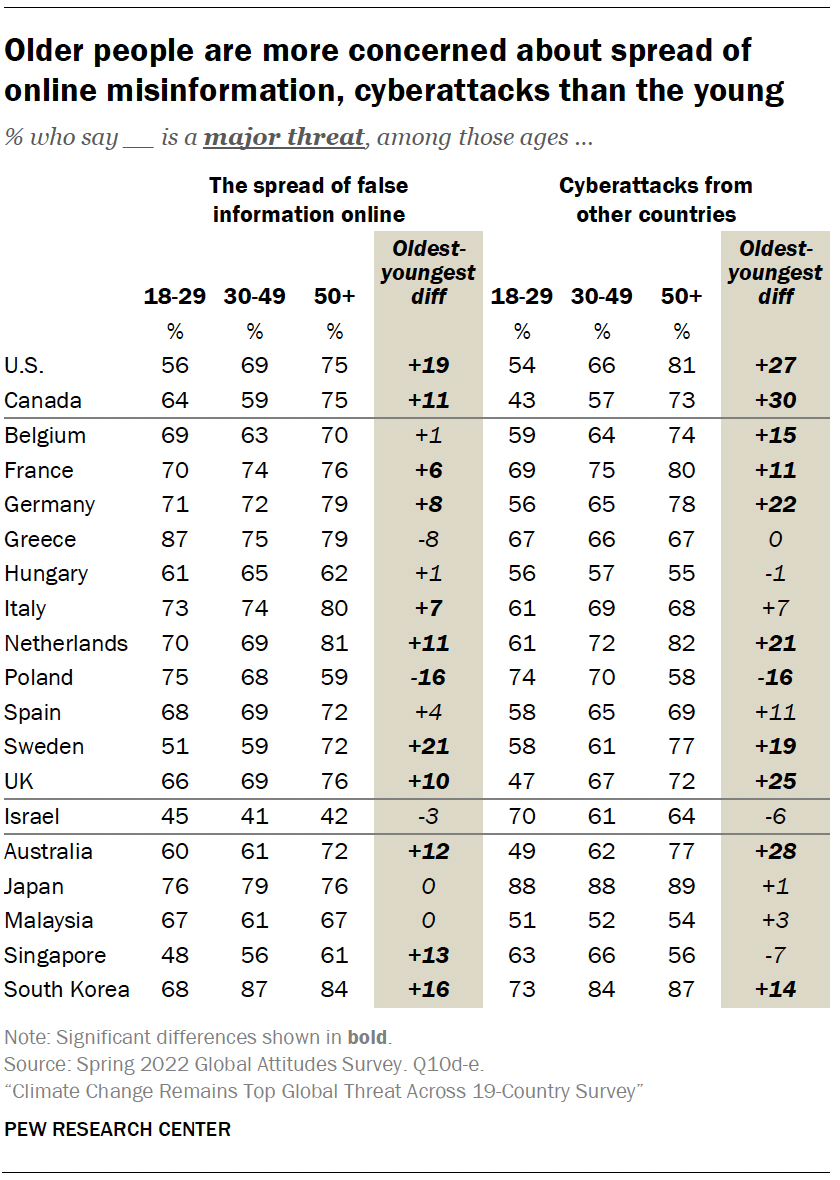 Older people are more concerned about spread of
online misinformation, cyberattacks than the young
% who say __ is a major threat, among those ages ...
The spread of false information online Cyberattacks from other countries
18-29 30-49 50+ Oldest-youngest diff 18-29 30-49 50+ Oldest-youngest diff
% % % % % %
U.S. 56 69 75 +19 54 66 81 +27
Canada 64 59 75 +11 43 57 73 +30
Belgium 69 63 70 +1 59 64 74 +15
France 70 74 76 +6 69 75 80 +11
Germany 71 72 79 +8 56 65 78 +22
Greece 87 75 79 -8 67 66 67 0
Hungary 61 65 62 +1 56 57 55 -1
Italy 73 74 80 +7 61 69 68 +7
Netherlands 70 69 81 +11 61 72 82 +21
Poland 75 68 59 -16 74 70 58 -16
Spain 68 69 72 +4 58 65 69 +11
Sweden 51 59 72 +21 58 61 77 +19
UK 66 69 76 +10 47 67 72 +25
Israel 45 41 42 -3 70 61 64 -6
Australia 60 61 72 +12 49 62 77 +28
Japan 76 79 76 0 88 88 89 +1
Malaysia 67 61 67 0 51 52 54 +3
Singapore 48 56 61 +13 63 66 56 -7
South Korea 68 87 84 +16 73 84 87 +14
Note: Significant differences shown in bold.
Source: Spring 2022 Global Attitudes Survey. Q10d-e.
“Climate Change Remains Top Global Threat Across 19-Country Survey”
PEW RESEARCH CENTER